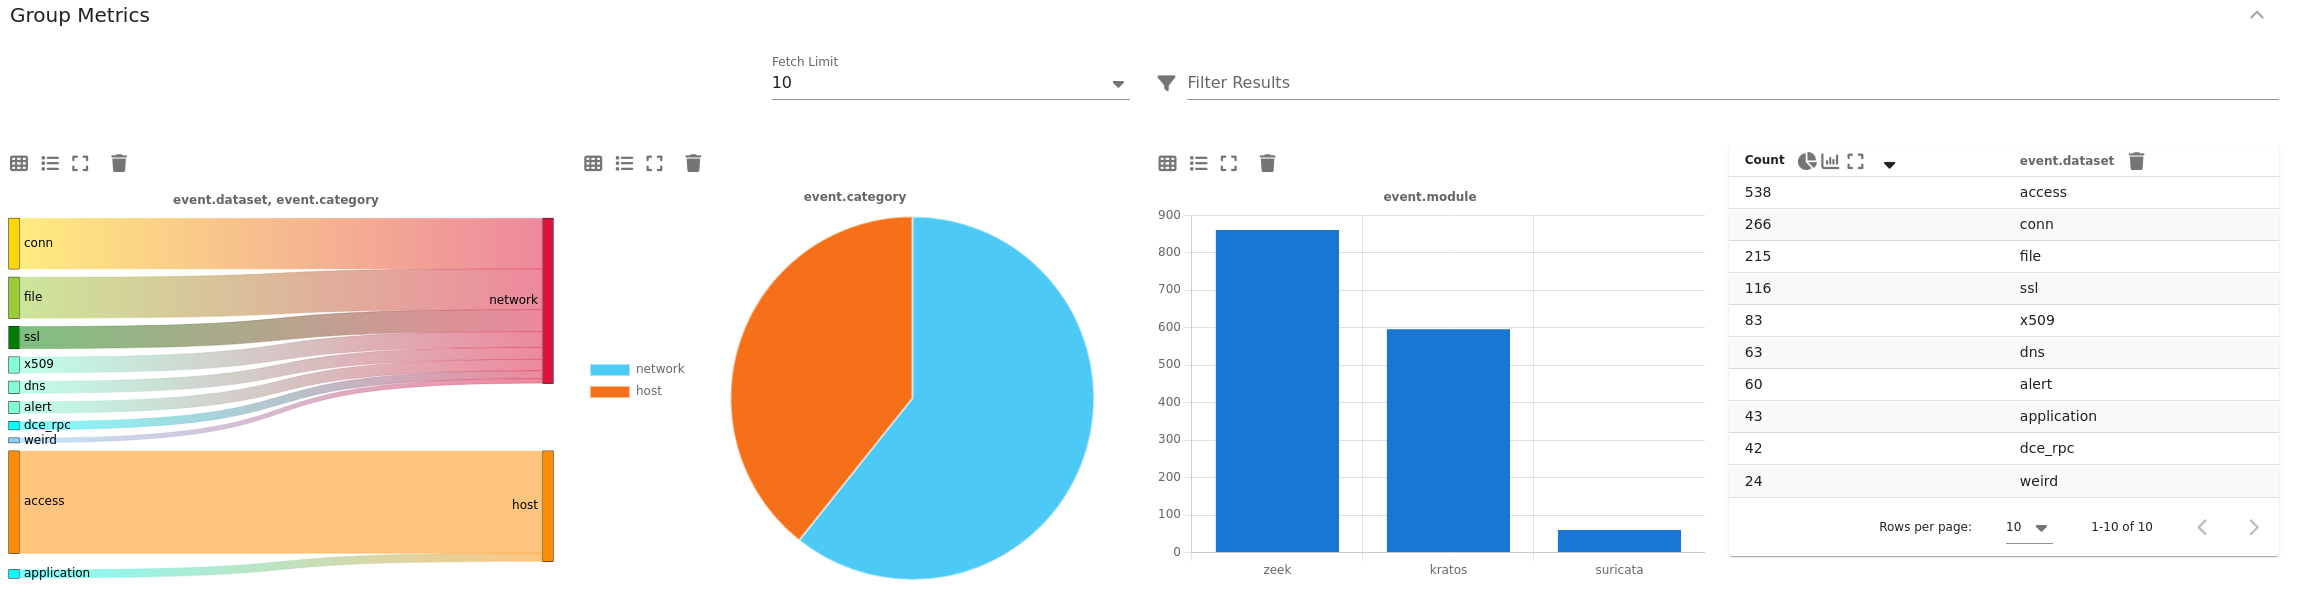 Group Metrics
Fetch Limit
10
Filter Results
event.dataset, event.category
conn
file
ssl
x509
dns
alert
dce_rpc
weird
access
application
network
host
event.category
network
host
event.module
900
800
700
600
500
400
300
200
100
0
zeek kratos suricata
Count event.dataset
538 access
266 conn
215 file
116 ssl
83 x509
63 dns
60 alert
43 application
42 dce_rpc
24 weird
Rows per page: 10 1-10 of 10